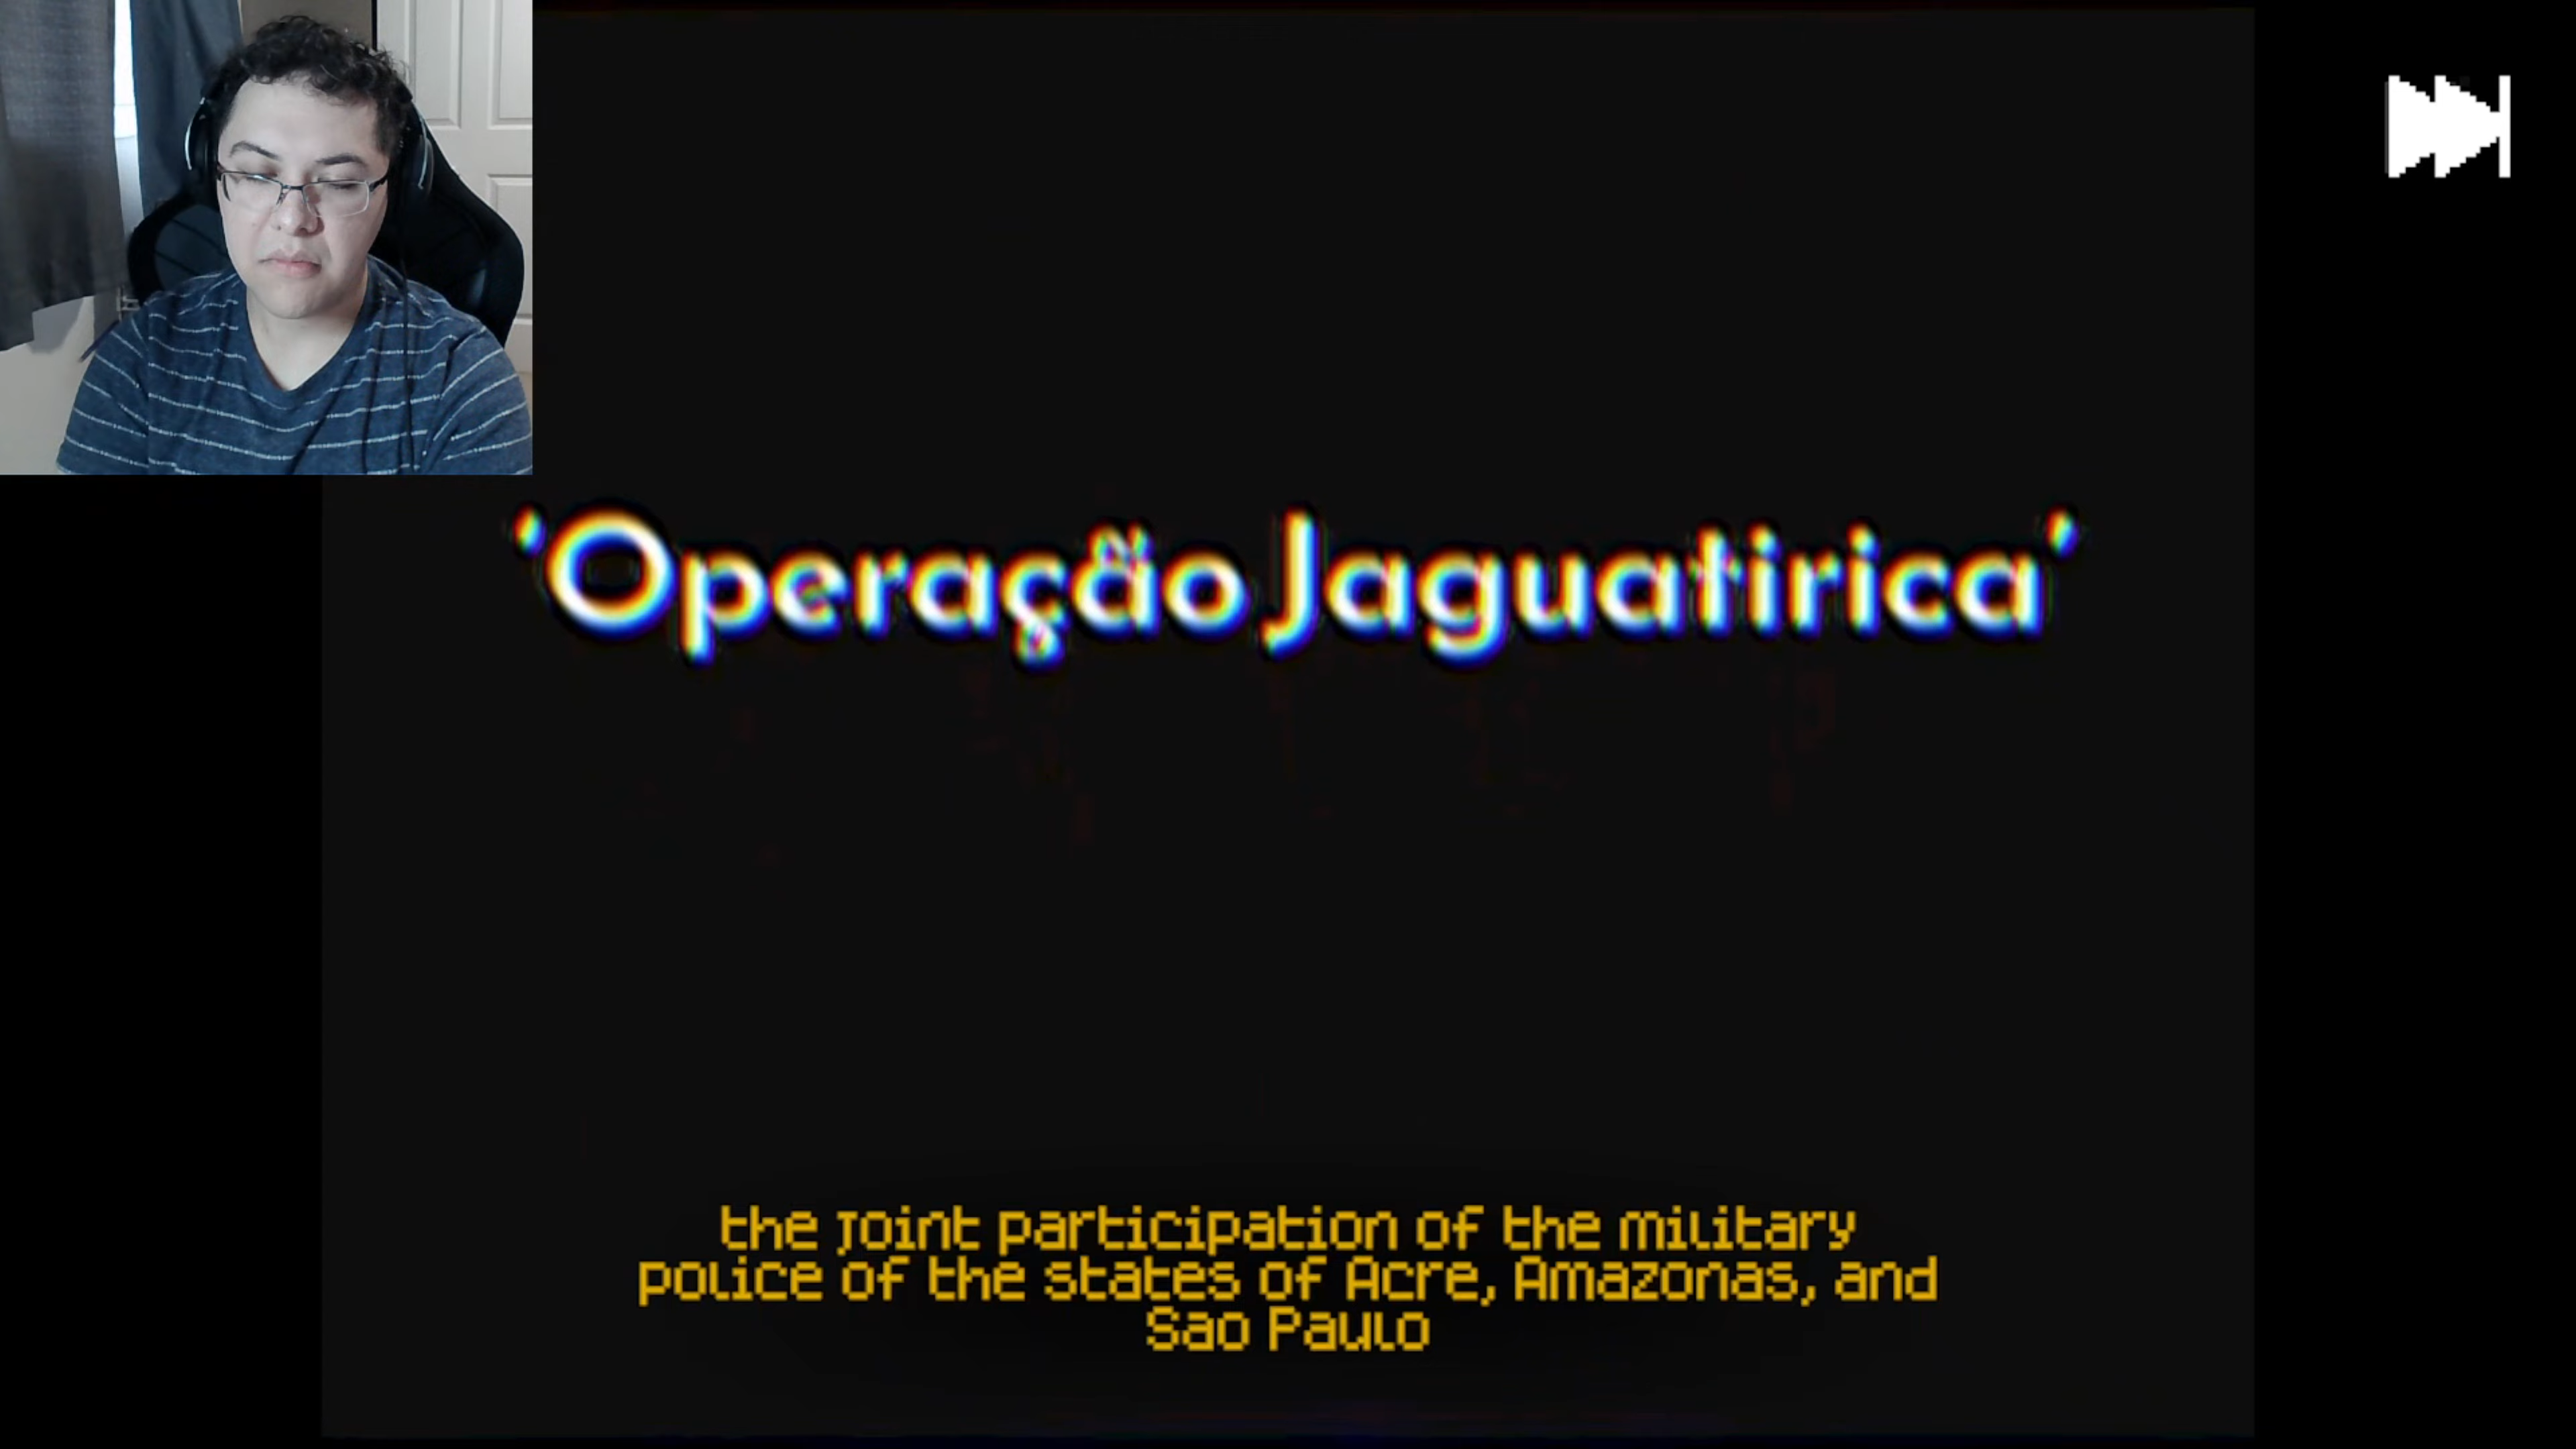 'Operação Jaguatirica'
the joint participation of the military
police of the states of Acre, Amazonas, and
Sao Paulo